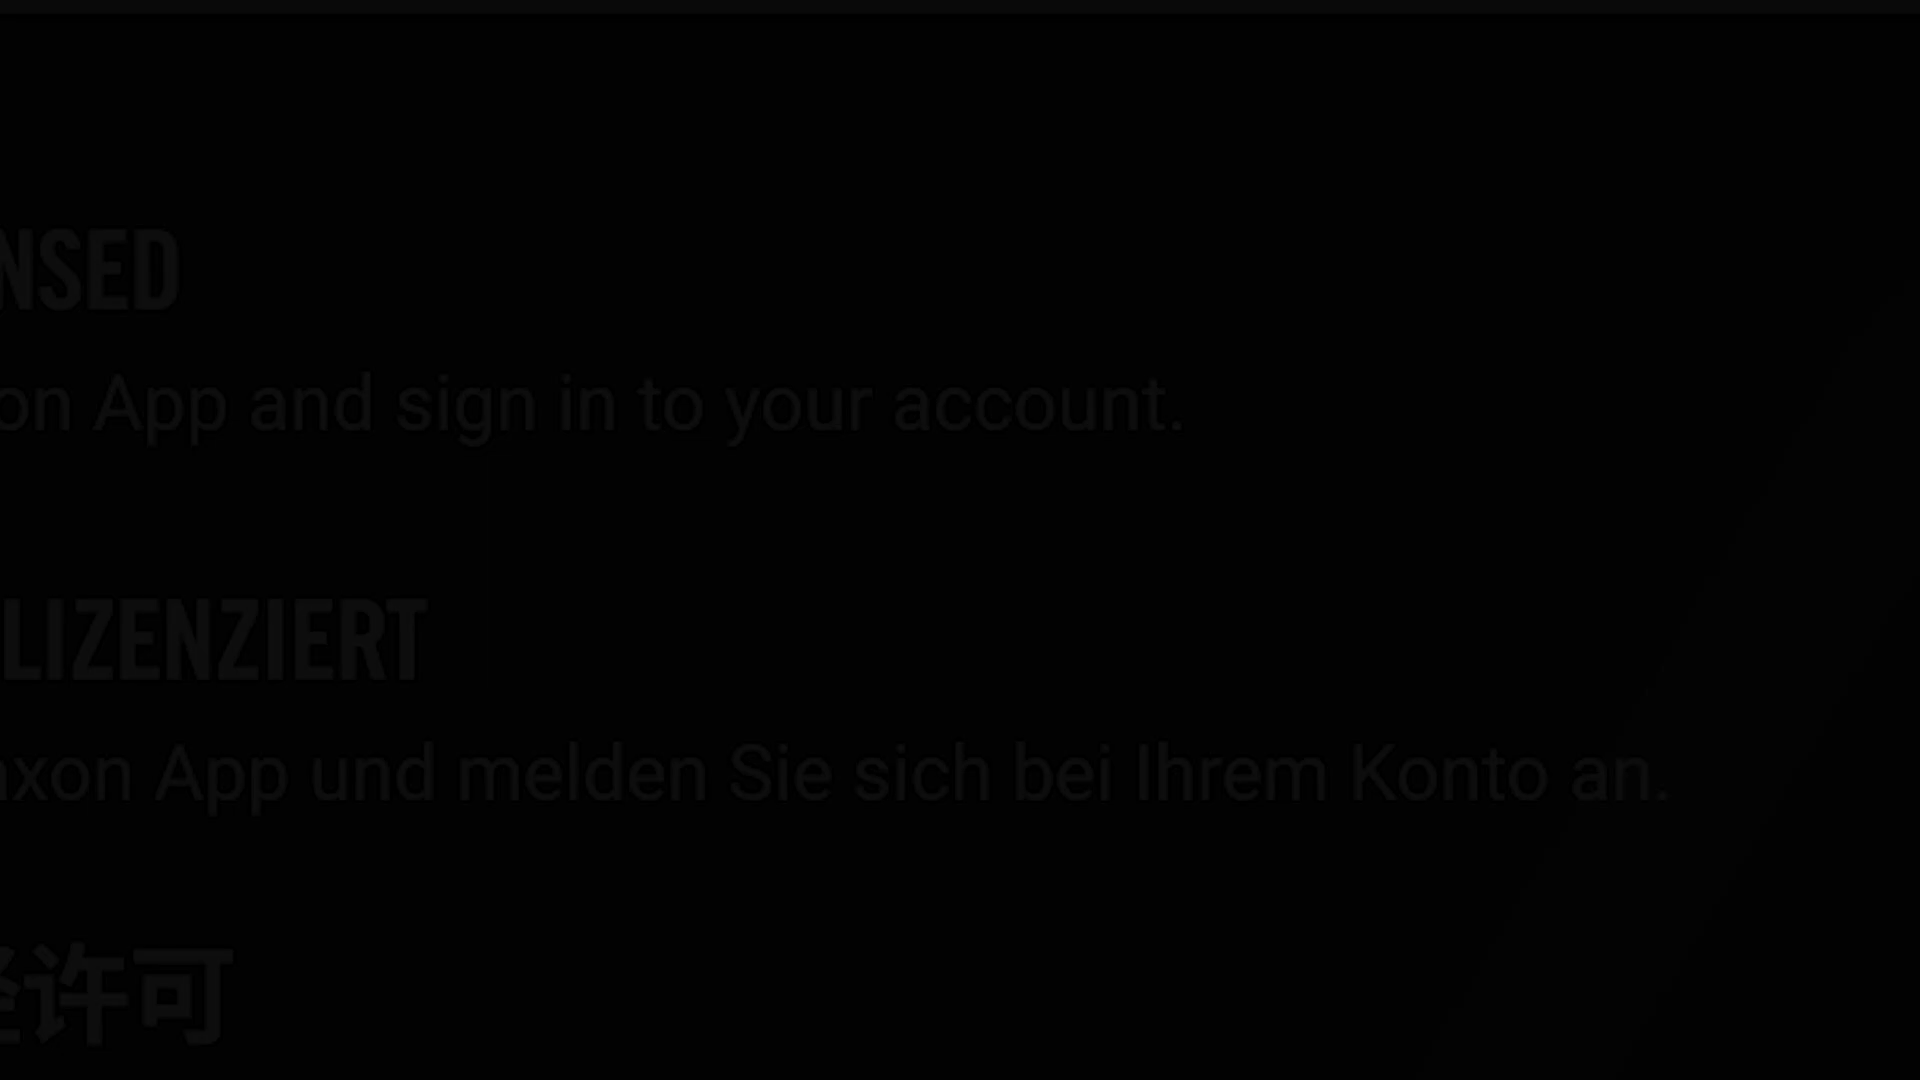 NSED
on App and sign in to your account.
LIZENZIERT
axon App und melden Sie sich bei Ihrem Konto an.
许可